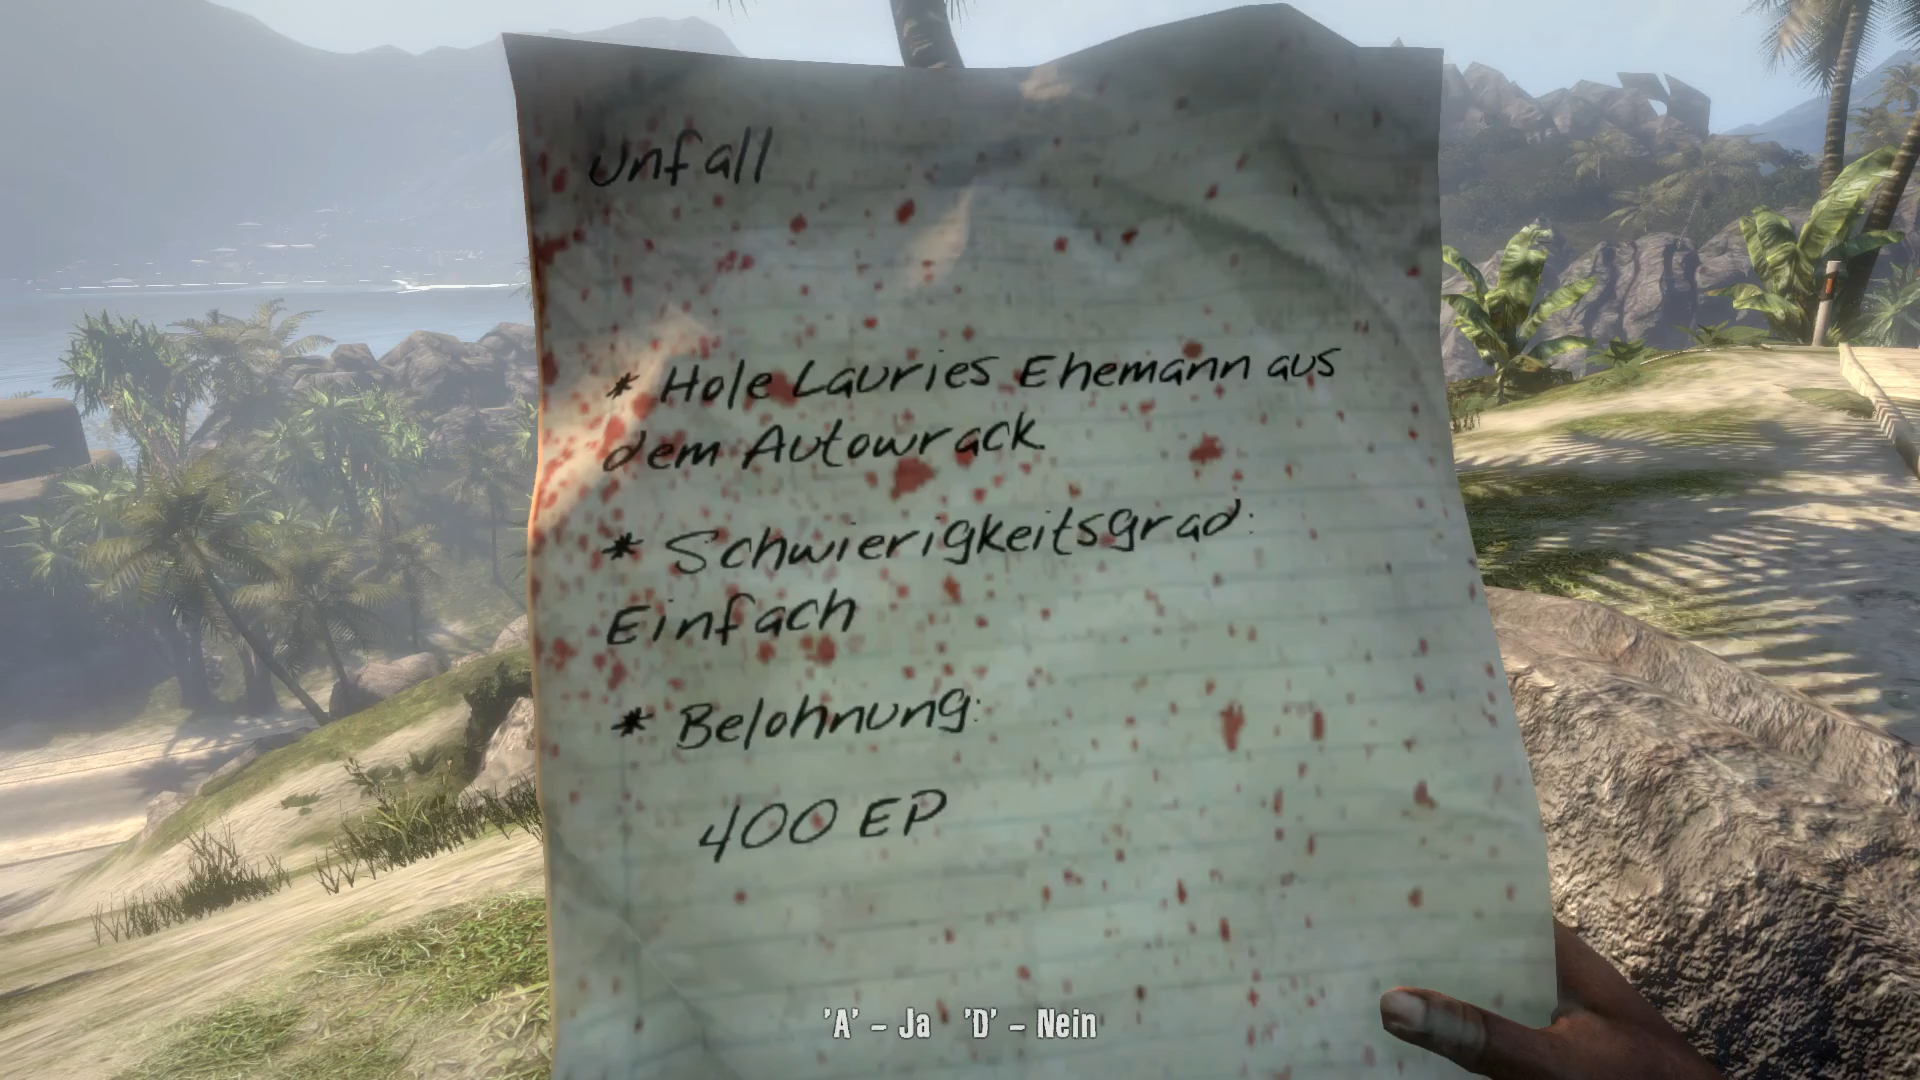 Unfall
* Hole Lauries Ehemann aus
dem Autowrack
* Schwierigkeitsgrad:
Einfach
* Belohnung:
400 EP
'A' – Ja 'D' – Nein